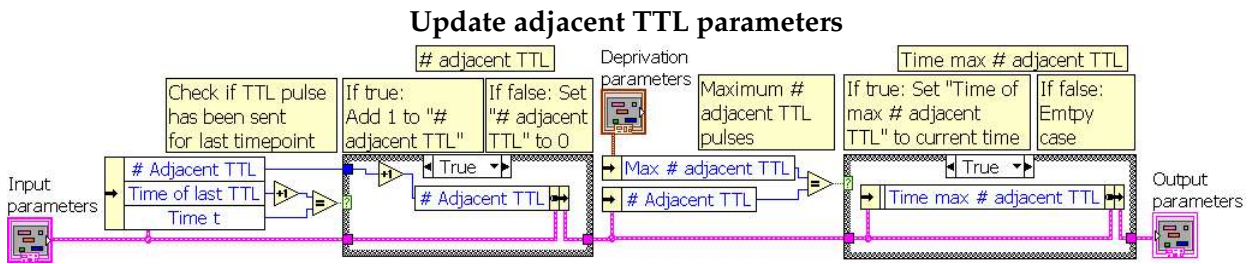 Update adjacent TTL parameters
# adjacent TTL
Deprivation
parameters
Time max # adjacent TTL
Check if TTL pulse
has been sent
for last timepoint
If true:
Add 1 to "#
adjacent TTL"
If false: Set
"# adjacent
TTL" to 0
Maximum #
adjacent TTL
pulses
If true: Set "Time of
max # adjacent
TTL" to current time
If false:
Emtpy
case
Input
parameters
# Adjacent TTL
Time of last TTL
Time t
+1
=
?
True
+1
# Adjacent TTL
Max # adjacent TTL
# Adjacent TTL
=
?
True
Time max # adjacent TTL
Output
parameters